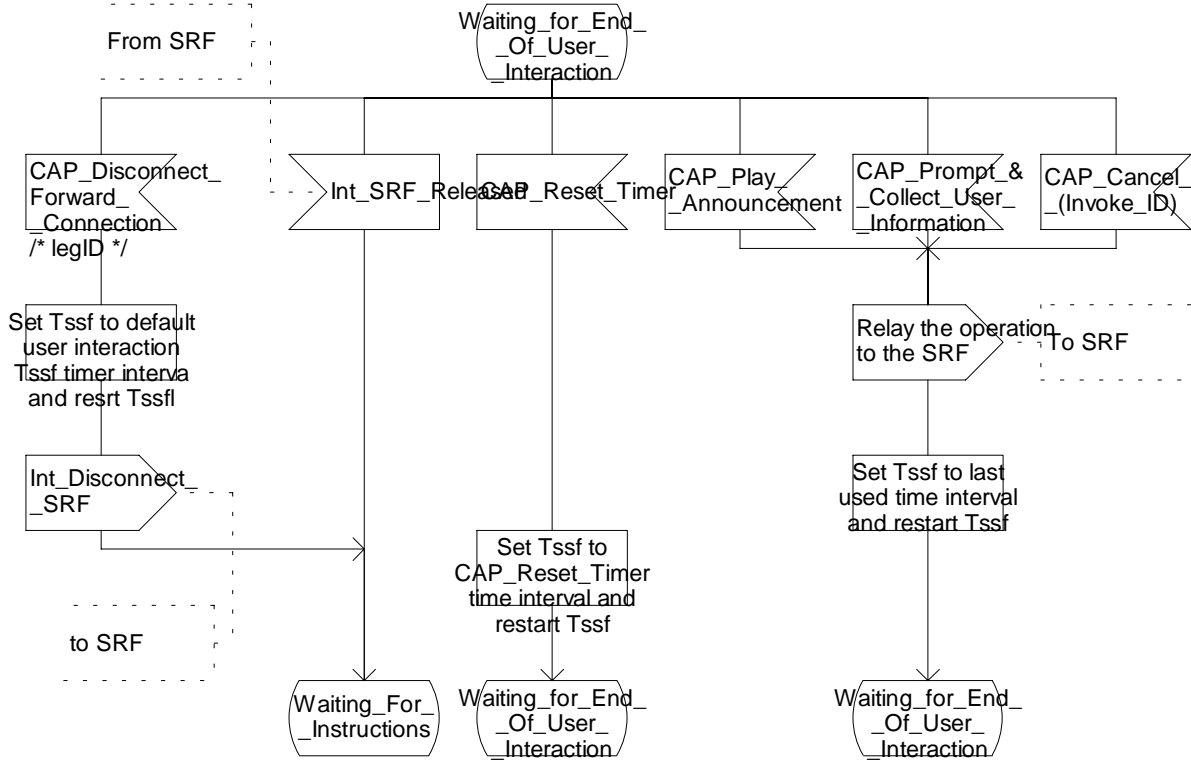 From SRF
Waiting_for_End_
_Of_User_
_Interaction
CAP_Disconnect_
Forward_
_Connection
/* legID */
Int_SRF_Released
CAP_Reset_Timer
CAP_Play_
_Announcement
CAP_Prompt_&
_Collect_User_
_Information
CAP_Cancel_
_(Invoke_ID)
Set Tssf to default
user interaction
Tssf timer interva
and resrt Tssfl
Relay the operation
to the SRF
To SRF
Int_Disconnect_
_SRF
Set Tssf to last
used time interval
and restart Tssf
Set Tssf to
CAP_Reset_Timer
time interval and
restart Tssf
to SRF
Waiting_For_
_Instructions
Waiting_for_End_
_Of_User_
_Interaction
Waiting_for_End_
_Of_User_
_Interaction